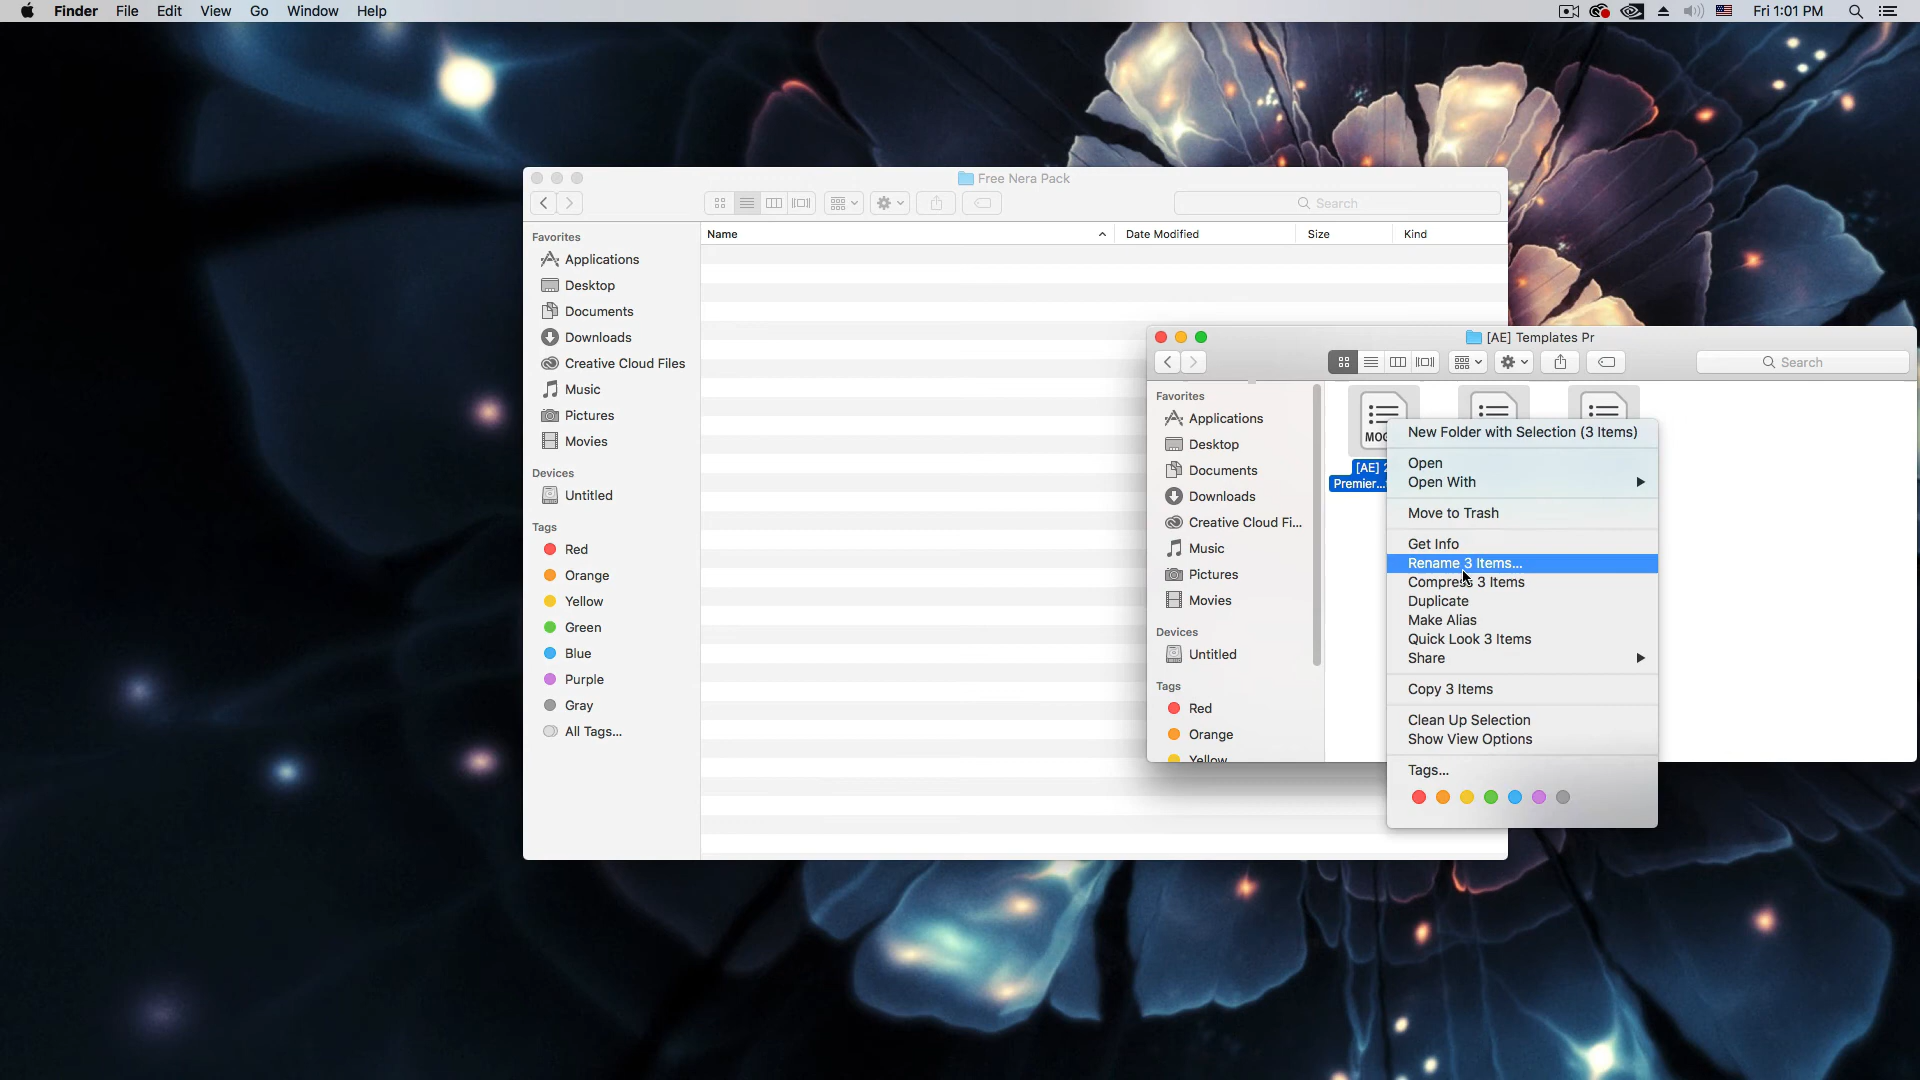 Finder File Edit View Go Window Help Fri 1:01 PM
Free Nera Pack
Search
Favorites
Applications
Desktop
Documents
Downloads
Creative Cloud Files
Music
Pictures
Movies
Devices
Untitled
Tags
Red
Orange
Yellow
Green
Blue
Purple
Gray
All Tags...
Name Date Modified Size Kind
[AE] Templates Pr
Search
Favorites
Applications
Desktop
Documents
Downloads
Creative Cloud Fi...
Music
Pictures
Movies
Devices
Untitled
Tags
Red
Orange
Yellow
[AE]
Premier...
New Folder with Selection (3 Items)
Open
Open With
Move to Trash
Get Info
Rename 3 Items...
Compress 3 Items
Duplicate
Make Alias
Quick Look 3 Items
Share
Copy 3 Items
Clean Up Selection
Show View Options
Tags...